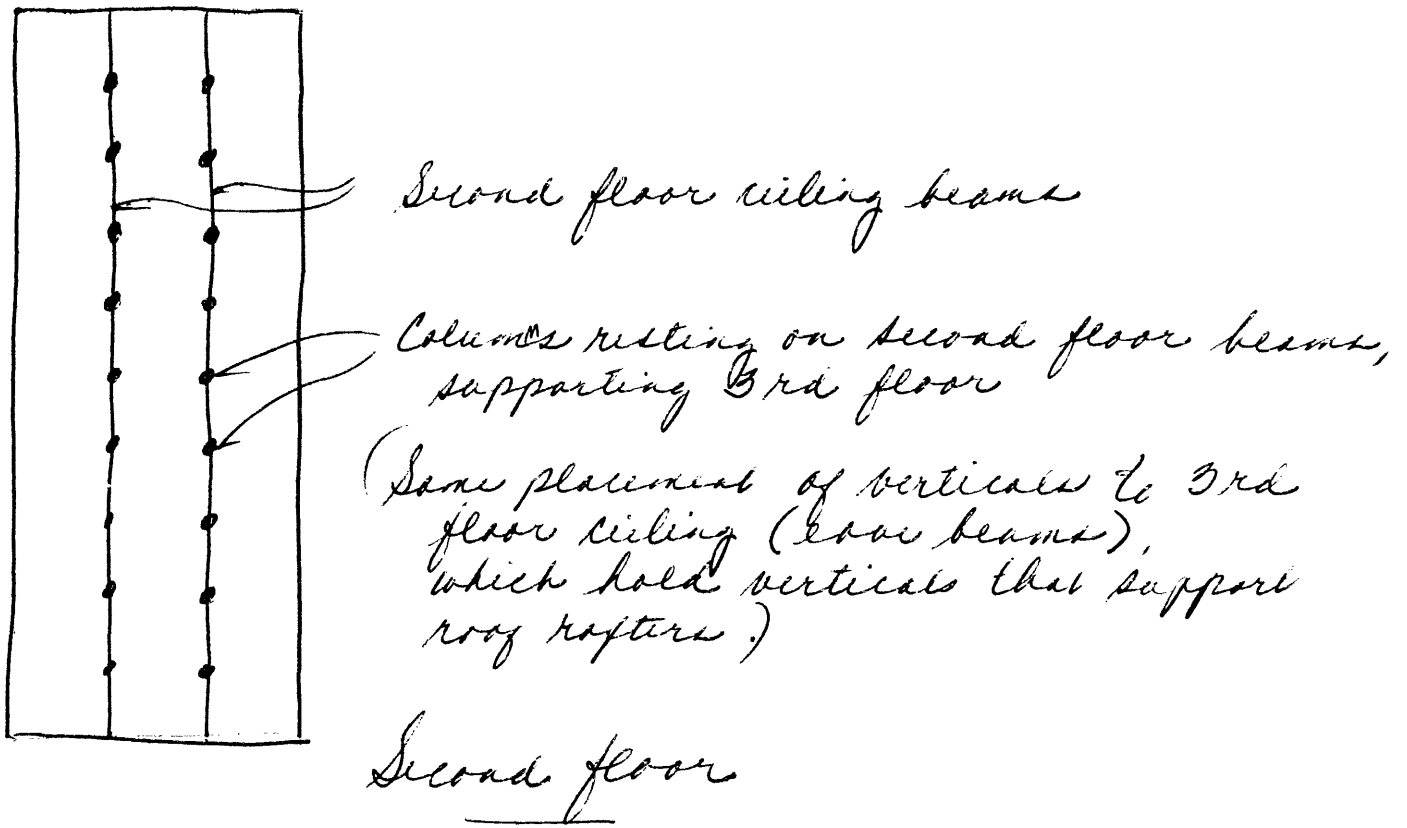 Second floor ceiling beams
Columns resting on second floor beams,
supporting 3rd floor
(Same placement of verticals to 3rd
floor ceiling (eave beams),
which hold verticals that support
roof rafters.)
Second floor